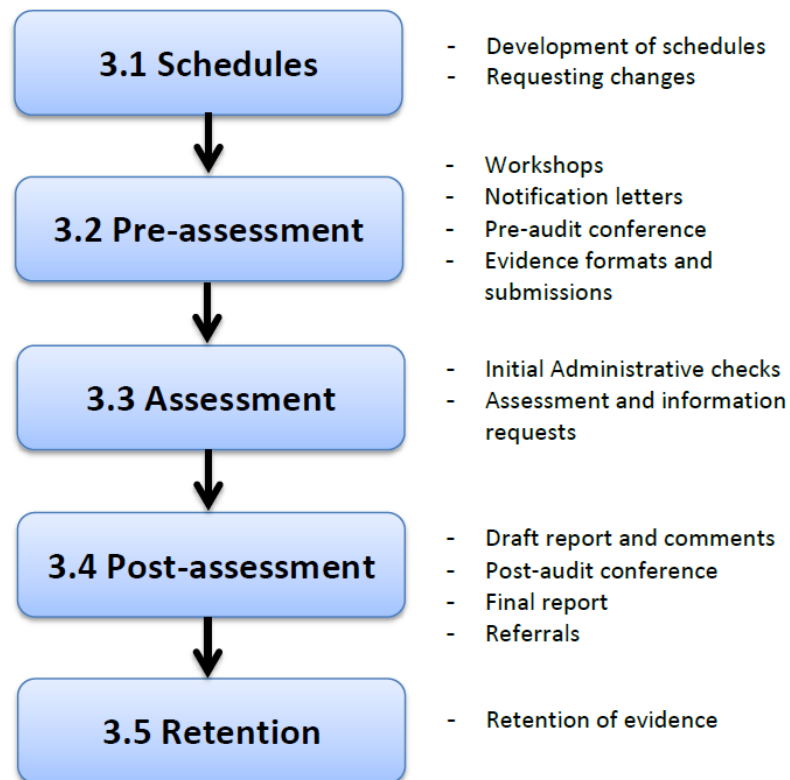 3.1 Schedules
- Development of schedules
- Requesting changes
3.2 Pre-assessment
- Workshops
- Notification letters
- Pre-audit conference
- Evidence formats and
submissions
3.3 Assessment
- Initial Administrative checks
- Assessment and information
requests
3.4 Post-assessment
- Draft report and comments
- Post-audit conference
- Final report
- Referrals
3.5 Retention
- Retention of evidence